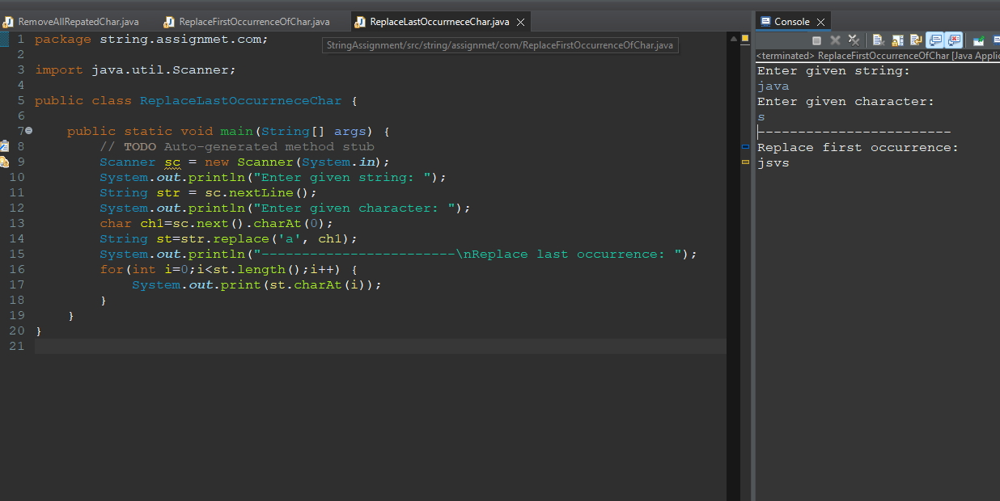 RemoveAllRepatedChar.java ReplaceFirstOccurrenceOfChar.java ReplaceLastOccurrneceChar.java
StringAssignment/src/string/assignmet/com/ReplaceFirstOccurrenceOfChar.java
1 package string.assignmet.com;
2
3 import java.util.Scanner;
4
5 public class ReplaceLastOccurrneceChar {
6
7 public static void main(String[] args) {
8 // TODO Auto-generated method stub
9 Scanner sc = new Scanner(System.in);
10 System.out.println("Enter given string: ");
11 String str = sc.nextLine();
12 System.out.println("Enter given character: ");
13 char ch1=sc.next().charAt(0);
14 String st=str.replace('a', ch1);
15 System.out.println("------------------------\nReplace last occurrence: ");
16 for(int i=0;i<st.length();i++) {
17 System.out.print(st.charAt(i));
18 }
19 }
20 }
21
Console
<terminated> ReplaceFirstOccurrenceOfChar [Java Applic
Enter given string:
java
Enter given character:
s
------------------------
Replace first occurrence:
jsvs